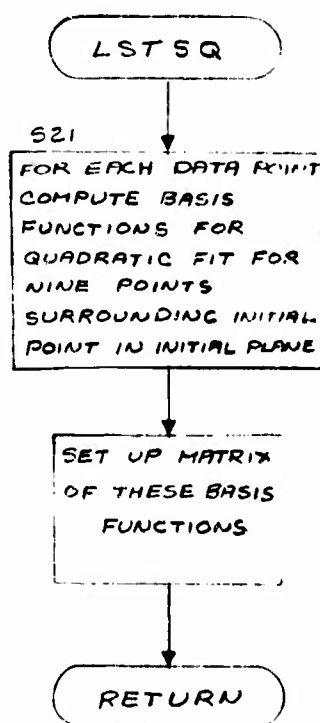 LSTSQ
S21
FOR EACH DATA POINT
COMPUTE BASIS
FUNCTIONS FOR
QUADRATIC FIT FOR
NINE POINTS
SURROUNDING INITIAL
POINT IN INITIAL PLANE
SET UP MATRIX
OF THESE BASIS
FUNCTIONS
RETURN